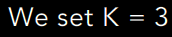 We set K = 3